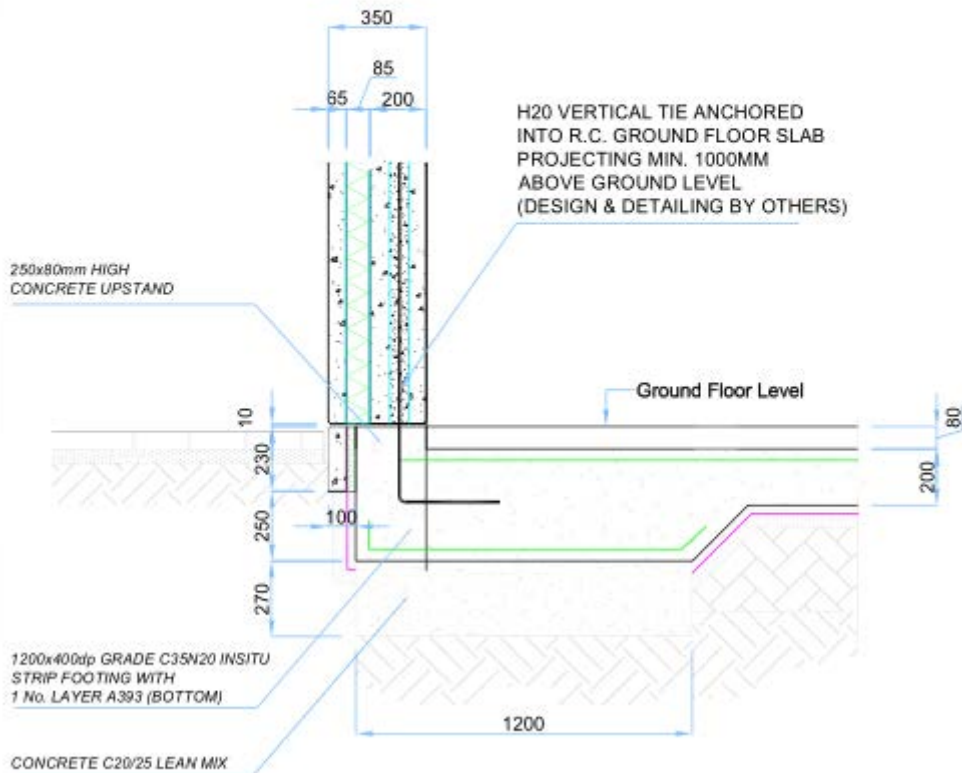 350
85
65
200
H20 VERTICAL TIE ANCHORED
INTO R.C. GROUND FLOOR SLAB
PROJECTING MIN. 1000MM
ABOVE GROUND LEVEL
(DESIGN & DETAILING BY OTHERS)
250x80mm HIGH
CONCRETE UPSTAND
Ground Floor Level
10
80
230
200
100
250
270
1200x400dp GRADE C35N20 INSITU
STRIP FOOTING WITH
1 No. LAYER A393 (BOTTOM)
1200
CONCRETE C20/25 LEAN MIX